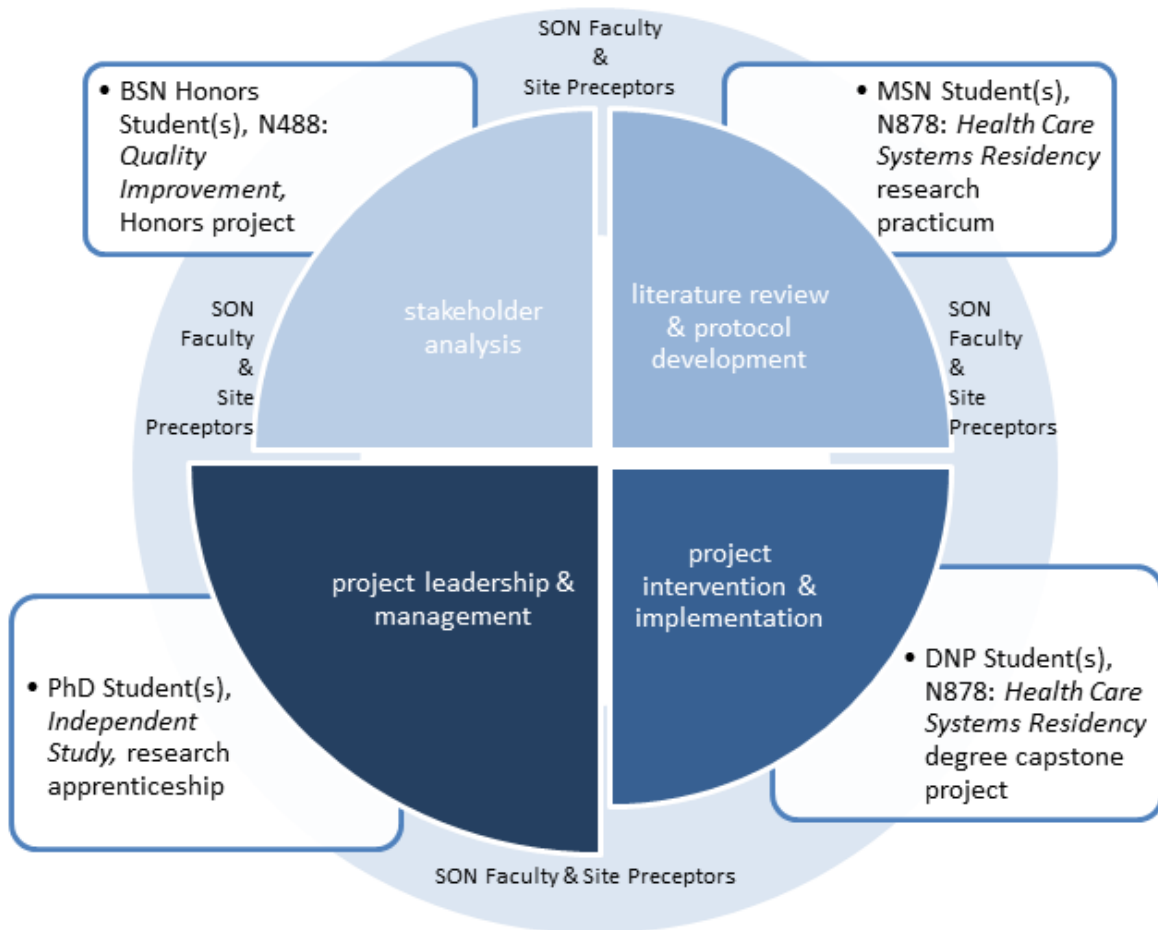 SON Faculty
&
Site Preceptors
• BSN Honors
Student(s), N488:
Quality
Improvement,
Honors project
• MSN Student(s),
N878: Health Care
Systems Residency
research
practicum
stakeholder
analysis
literature review
& protocol
development
SON
Faculty
&
Site
Preceptors
SON
Faculty
&
Site
Preceptors
project leadership &
management
project
intervention &
implementation
• PhD Student(s),
Independent
Study, research
apprenticeship
• DNP Student(s),
N878: Health Care
Systems Residency
degree capstone
project
SON Faculty & Site Preceptors